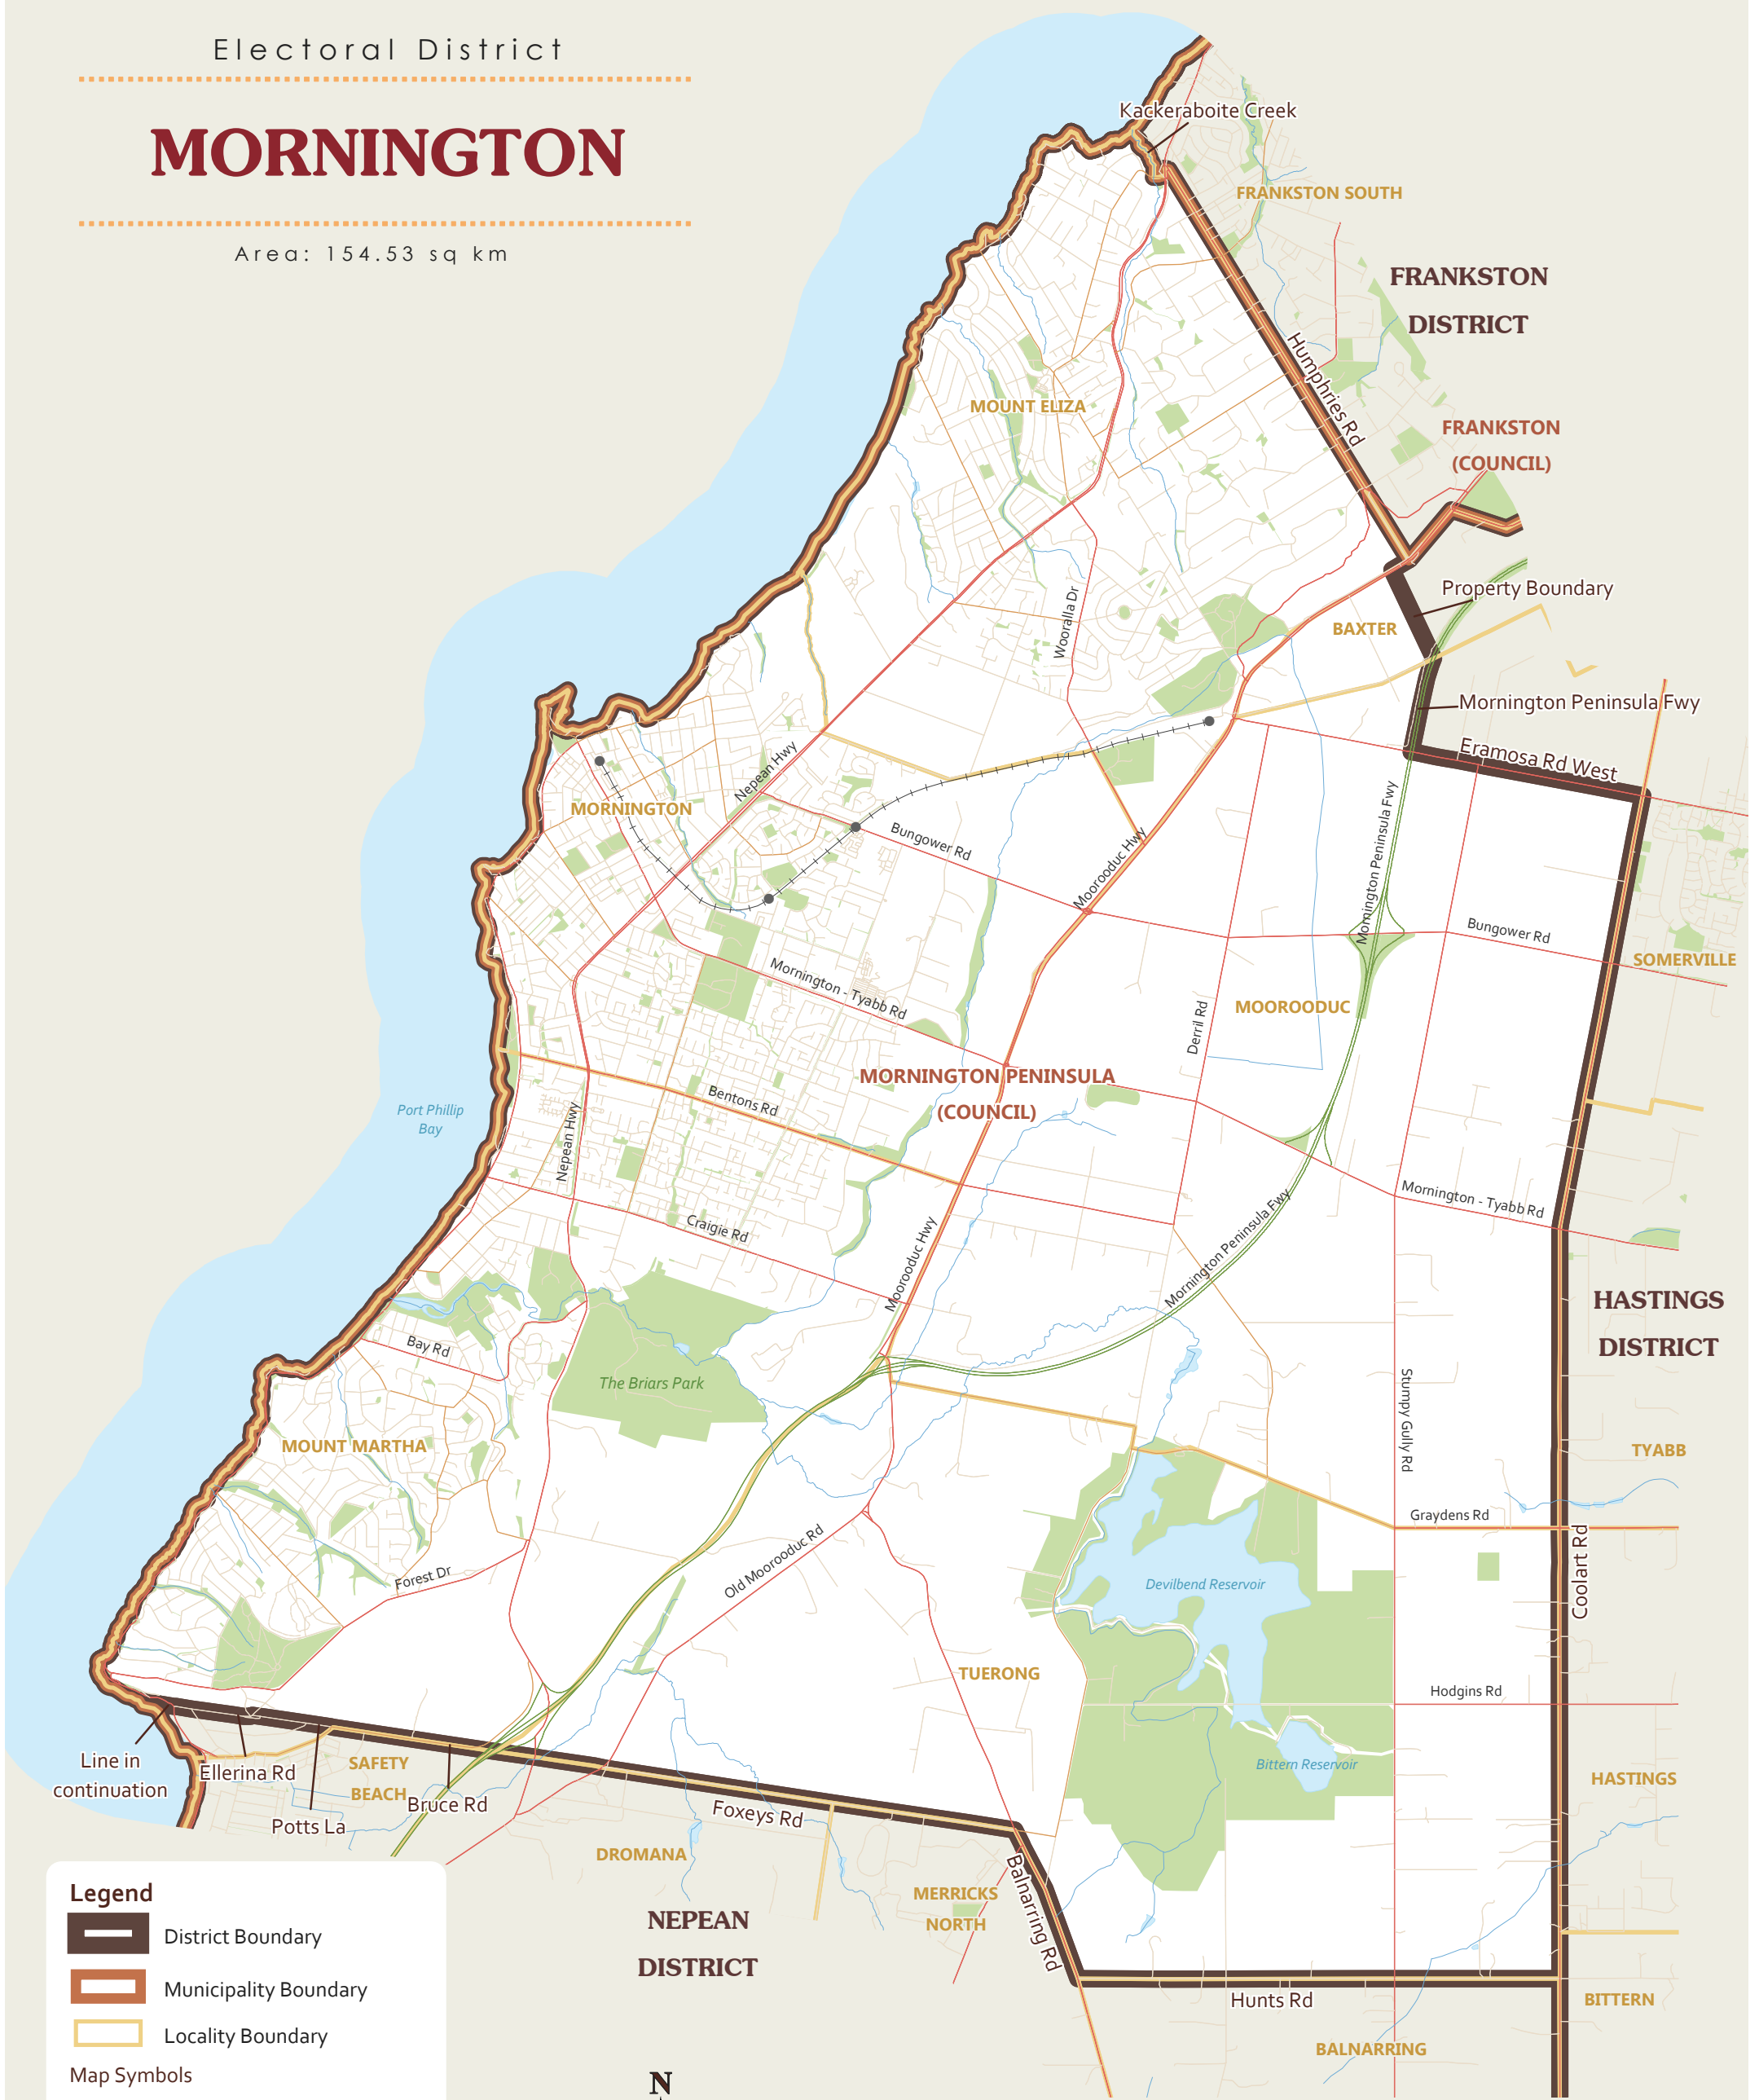 Electoral District
MORNINGTON
Area: 154.53 sq km
Kackeraboite Creek
FRANKSTON SOUTH
FRANKSTON
DISTRICT
Humphries Rd
MOUNT ELIZA
FRANKSTON
(COUNCIL)
Property Boundary
Wooralla Dr
BAXTER
Mornington Peninsula Fwy
Eramosa Rd West
Nepean Hwy
MORNINGTON
Bungower Rd
Moorooduc Hwy
Mornington Peninsula Fwy
Bungower Rd
SOMERVILLE
Mornington - Tyabb Rd
MOOROODUC
Derril Rd
MORNINGTON PENINSULA
(COUNCIL)
Port Phillip
Bay
Bentons Rd
Nepean Hwy
Mornington - Tyabb Rd
Craigie Rd
Moorooduc Hwy
Mornington Peninsula Fwy
HASTINGS
DISTRICT
Bay Rd
The Briars Park
Stumpy Gully Rd
MOUNT MARTHA
TYABB
Graydens Rd
Old Moorooduc Rd
Coolart Rd
Forest Dr
Devilbend Reservoir
TUERONG
Hodgins Rd
Line in
continuation
Ellerina Rd
SAFETY
BEACH
Bittern Reservoir
HASTINGS
Potts La
Bruce Rd
Foxeys Rd
DROMANA
Balnarring Rd
MERRICKS
NORTH
NEPEAN
DISTRICT
Hunts Rd
BITTERN
BALNARRING
Legend
District Boundary
Municipality Boundary
Locality Boundary
Map Symbols
N